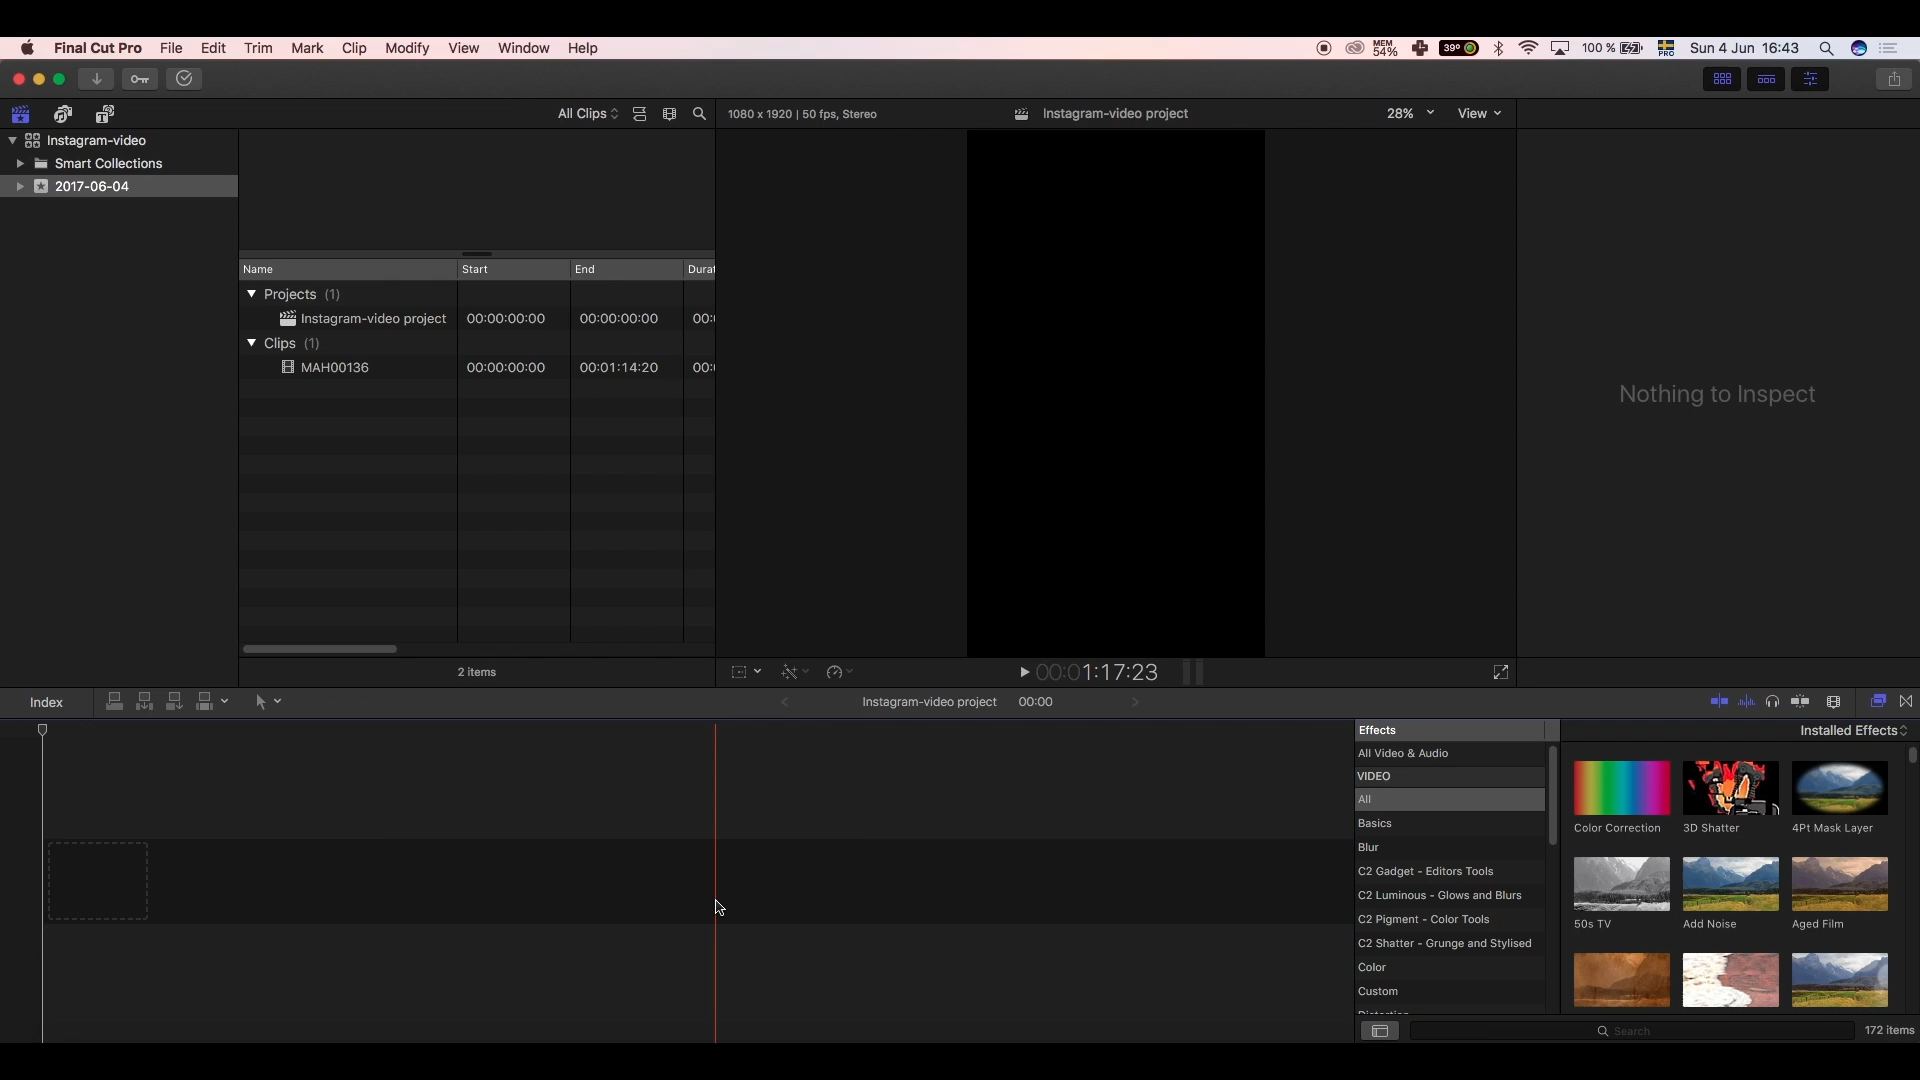 Final Cut Pro File Edit Trim Mark Clip Modify View Window Help
MEM 54% 39° 100 % PRO Sun 4 Jun 16:43
All Clips
1080 x 1920 | 50 fps, Stereo
Instagram-video project
28%
View
Instagram-video
Smart Collections
2017-06-04
Name Start End Durat
Projects (1)
Instagram-video project 00:00:00:00 00:00:00:00 00:
Clips (1)
MAH00136 00:00:00:00 00:01:14:20 00:
2 items
Nothing to Inspect
00:01:17:23
Index
Instagram-video project 00:00
Effects
All Video & Audio
VIDEO
All
Basics
Blur
C2 Gadget - Editors Tools
C2 Luminous - Glows and Blurs
C2 Pigment - Color Tools
C2 Shatter - Grunge and Stylised
Color
Custom
Installed Effects
Color Correction 3D Shatter 4Pt Mask Layer
50s TV Add Noise Aged Film
Search
172 items